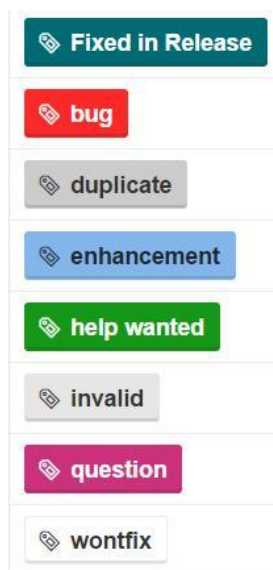 Fixed in Release
bug
duplicate
enhancement
help wanted
invalid
question
wontfix